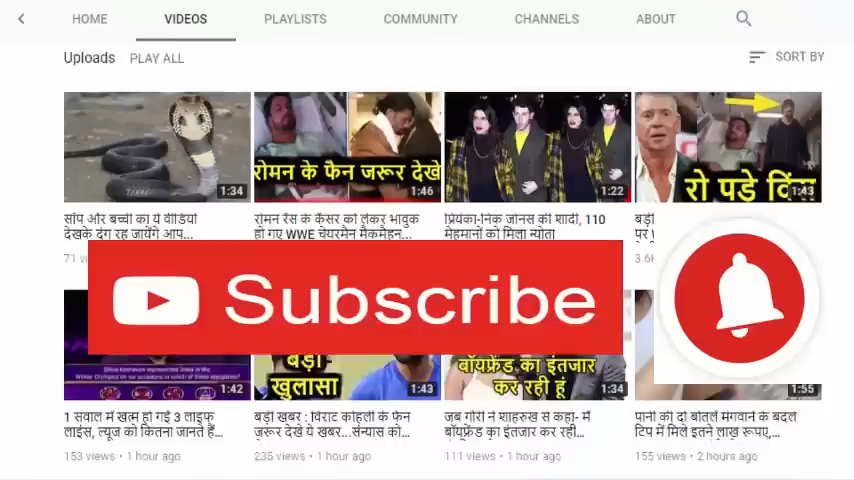 HOME VIDEOS PLAYLISTS COMMUNITY CHANNELS ABOUT
Uploads PLAY ALL SORT BY
1:34
रोमन के फैन जरूर देखे
1:46
1:22
रो पडे विंस
1:43
साँप और बच्ची का ये वीडियो
देखके दंग रह जायेंगे आप...
रोमन रेंस के कैंसर को लेकर भावुक
हो गए WWE चेयरमैन मैकमैहन...
प्रियंका-निक जोनस की शादी, 110
मेहमानों को मिला न्योता
बड़ी
पर
71
3.6K
Subscribe
1:42
बड़ा
खुलासा
1:43
बॉयफ्रेंड का इंतजार
कर रही हूं
1:34
1:55
1 सवाल में खत्म हो गई 3 लाइफ
लाइंस, ल्यूज को कितना जानते हैं...
बड़ी खबर : विराट कोहली के फैन
जरूर देखे ये खबर...संन्यास को...
जब गौरी ने शाहरुख से कहा- मैं
बॉयफ्रेंड का इंतजार कर रही...
पानी की दो बोतलें मंगवाने के बदले
टिप में मिले इतने लाख रूपए,...
153 views • 1 hour ago
235 views • 1 hour ago
111 views • 1 hour ago
155 views • 2 hours ago